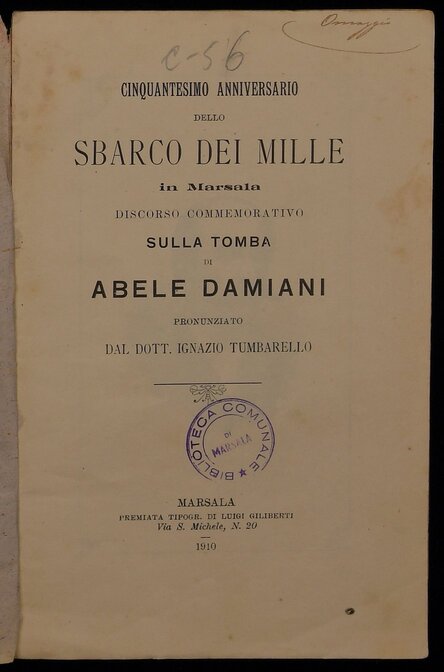 Omaggio
C-56
CINQUANTESIMO ANNIVERSARIO
DELLO
SBARCO DEI MILLE
in Marsala
DISCORSO COMMEMORATIVO
SULLA TOMBA
DI
ABELE DAMIANI
PRONUNZIATO
DAL DOTT. IGNAZIO TUMBARELLO
BIBLIOTECA COMUNALE
DI
MARSALA
MARSALA
PREMIATA TIPOGR. DI LUIGI GILIBERTI
Via S. Michele, N. 20
1910